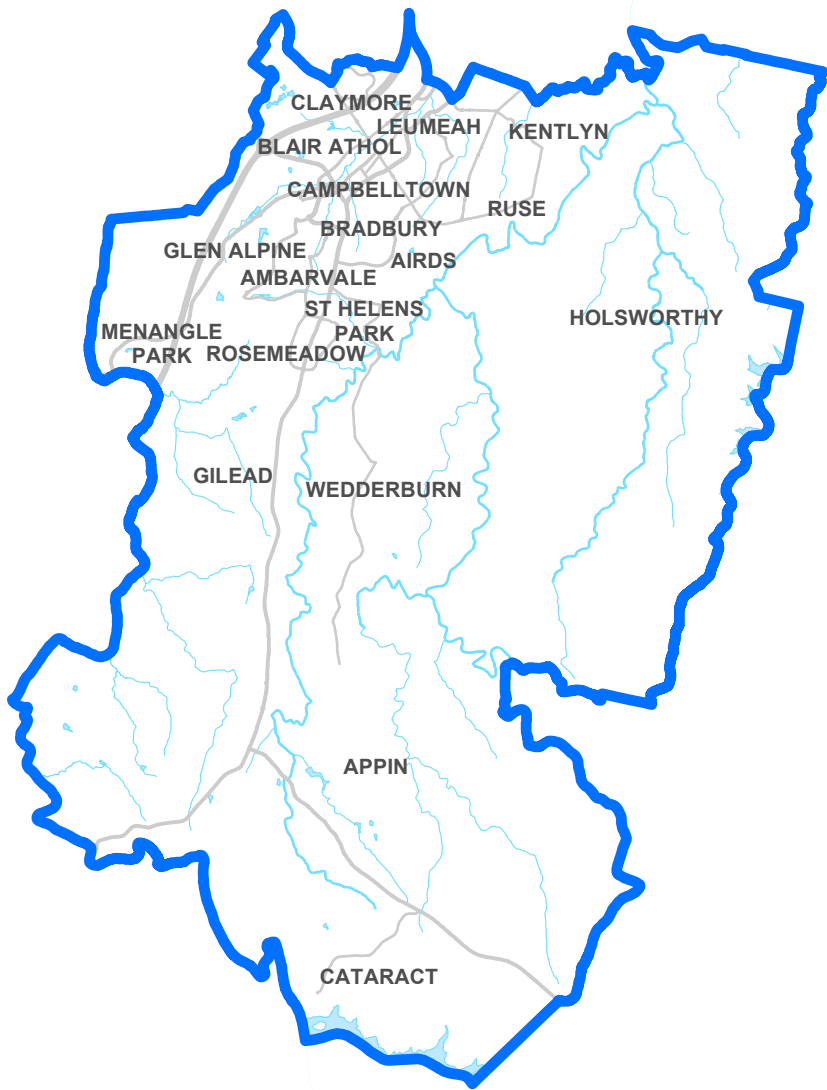 CLAYMORE
LEUMEAH
KENTLYN
BLAIR ATHOL
CAMPBELLTOWN
RUSE
BRADBURY
GLEN ALPINE
AIRDS
AMBARVALE
ST HELENS
PARK
HOLSWORTHY
MENANGLE
PARK
ROSEMEADOW
GILEAD
WEDDERBURN
APPIN
CATARACT